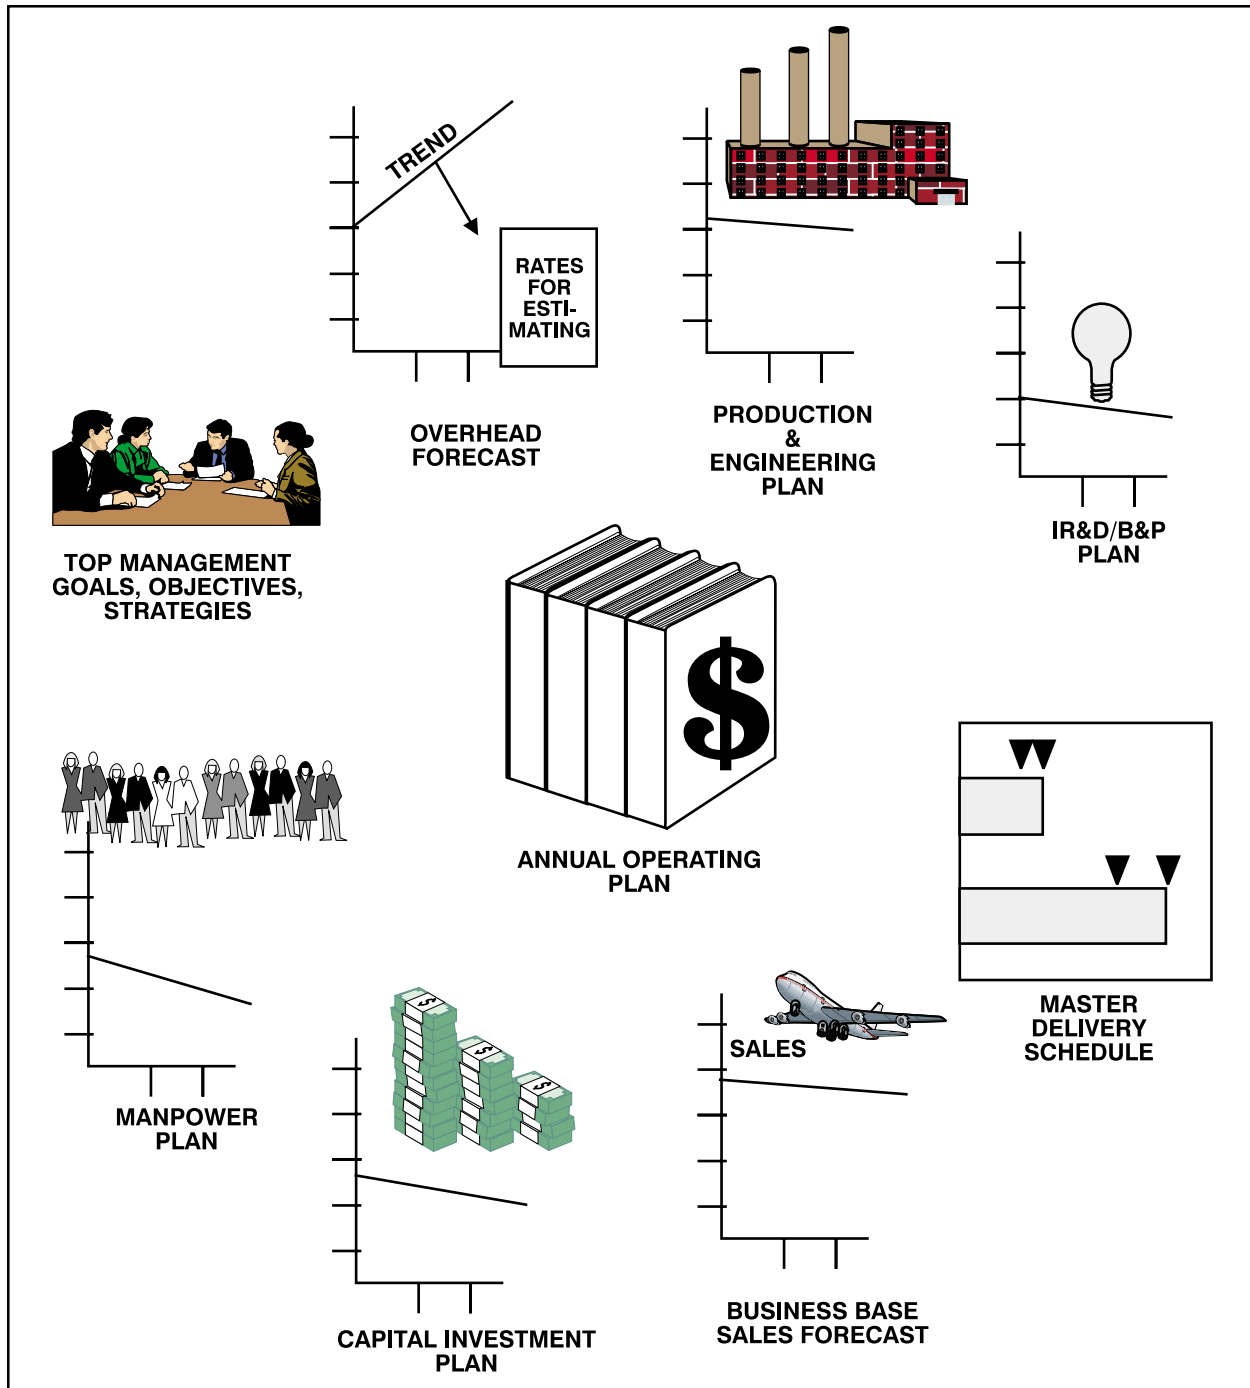 TREND
RATES
FOR
ESTI-
MATING
OVERHEAD
FORECAST
PRODUCTION
&
ENGINEERING
PLAN
IR&D/B&P
PLAN
TOP MANAGEMENT
GOALS, OBJECTIVES,
STRATEGIES
$
ANNUAL OPERATING
PLAN
MASTER
DELIVERY
SCHEDULE
MANPOWER
PLAN
$
$
$
CAPITAL INVESTMENT
PLAN
SALES
BUSINESS BASE
SALES FORECAST